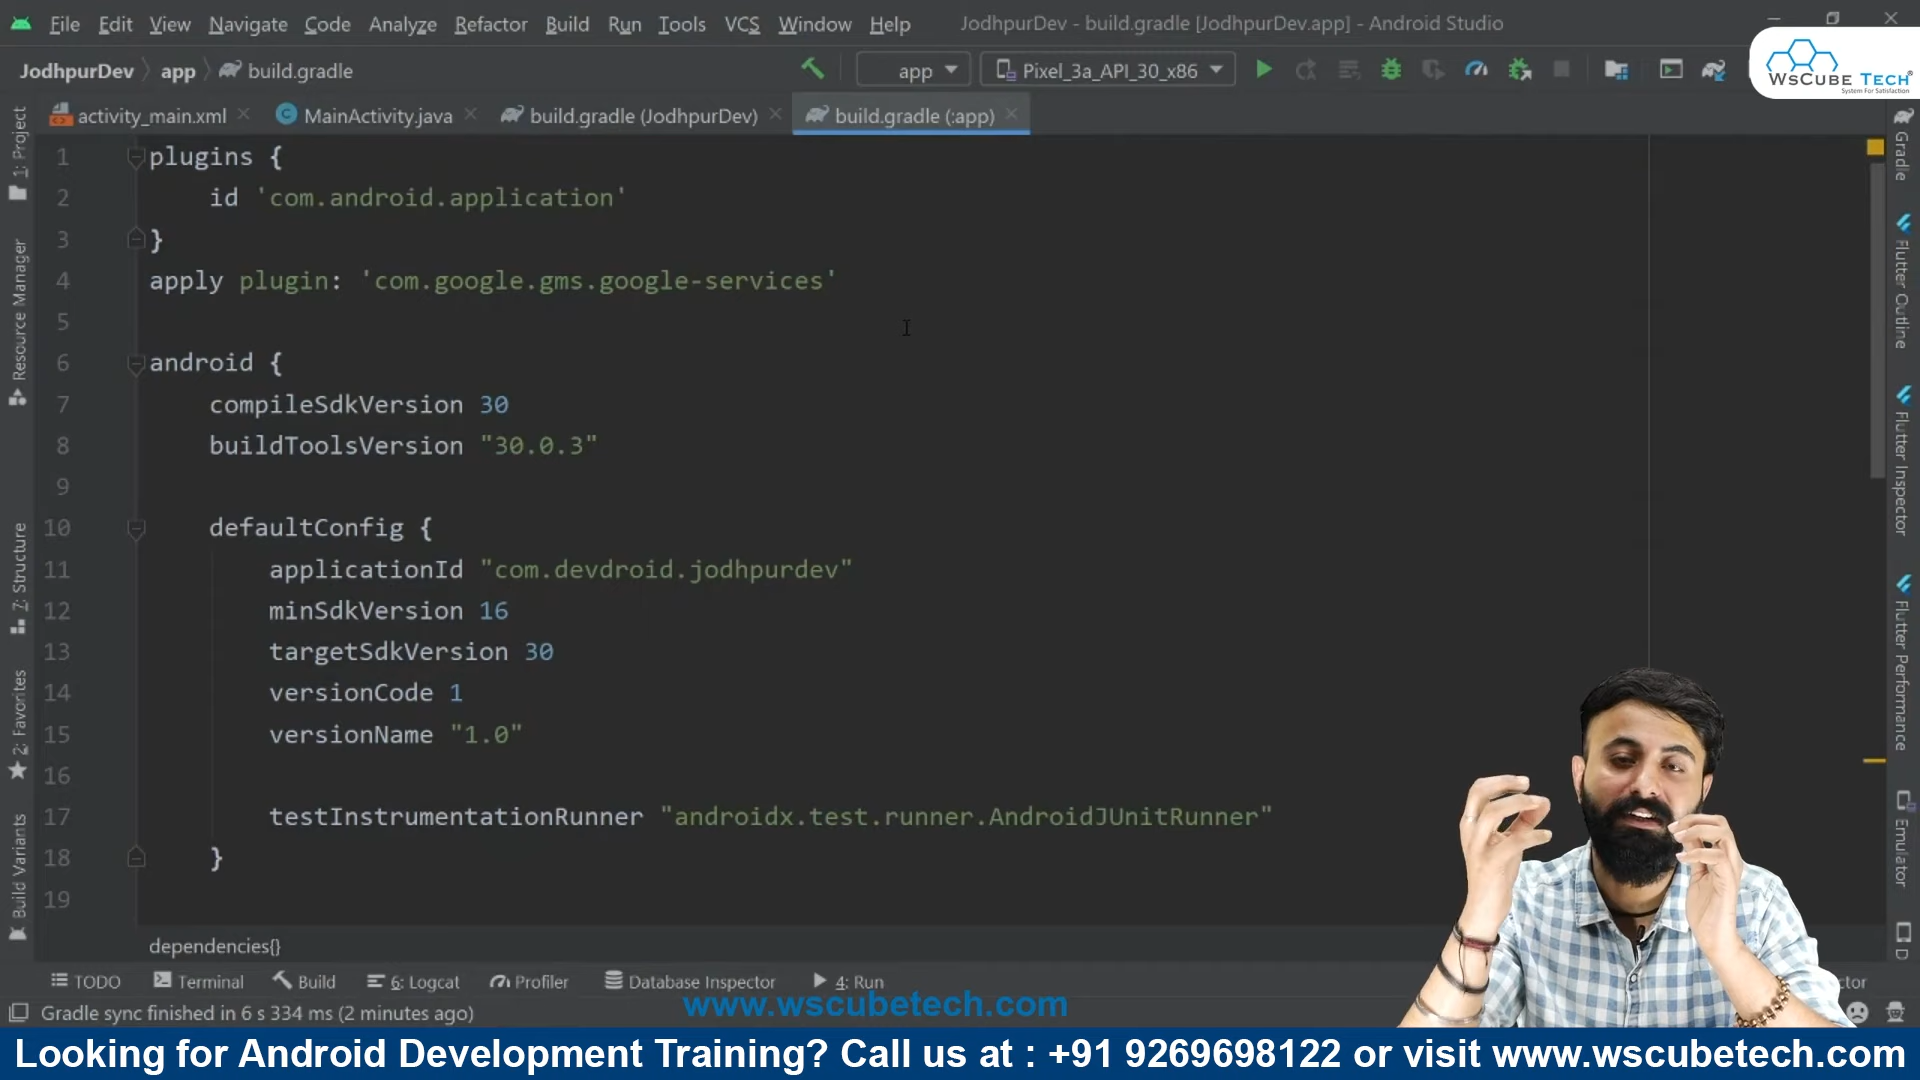 File Edit View Navigate Code Analyze Refactor Build Run Tools VCS Window Help JodhpurDev - build.gradle [JodhpurDev.app] - Android Studio
WsCube Tech®
System For Satisfaction
JodhpurDev app build.gradle app Pixel_3a_API_30_x86
activity_main.xml MainActivity.java build.gradle (JodhpurDev) build.gradle (:app)
1: Project
Resource Manager
7: Structure
2: Favorites
Build Variants
1 plugins {
2 id 'com.android.application'
3 }
4 apply plugin: 'com.google.gms.google-services'
5
6 android {
7 compileSdkVersion 30
8 buildToolsVersion "30.0.3"
9
10 defaultConfig {
11 applicationId "com.devdroid.jodhpurdev"
12 minSdkVersion 16
13 targetSdkVersion 30
14 versionCode 1
15 versionName "1.0"
16
17 testInstrumentationRunner "androidx.test.runner.AndroidJUnitRunner"
18 }
19
dependencies{}
Gradle
Flutter Outline
Flutter Inspector
Flutter Performance
Emulator
D
TODO Terminal Build 6: Logcat Profiler Database Inspector 4: Run ctor
www.wscubetech.com
Gradle sync finished in 6 s 334 ms (2 minutes ago)
Looking for Android Development Training? Call us at : +91 9269698122 or visit www.wscubetech.com